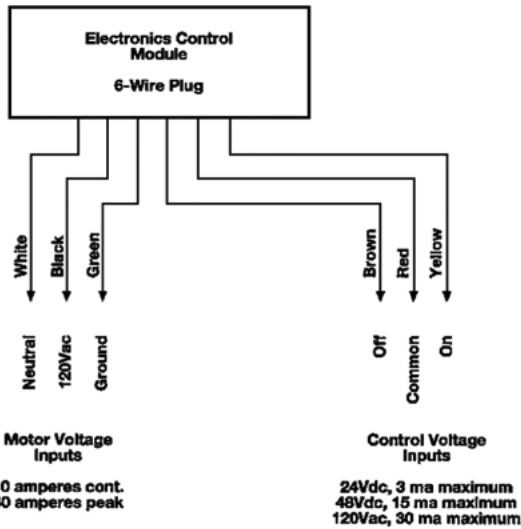 Electronics Control
Module
6-Wire Plug
White
Black
Green
Brown
Red
Yellow
Neutral
120Vac
Ground
Off
Common
On
Motor Voltage
Inputs
0 amperes cont.
0 amperes peak
Control Voltage
Inputs
24Vdc, 3 ma maximum
48Vdc, 15 ma maximum
120Vac, 30 ma maximum